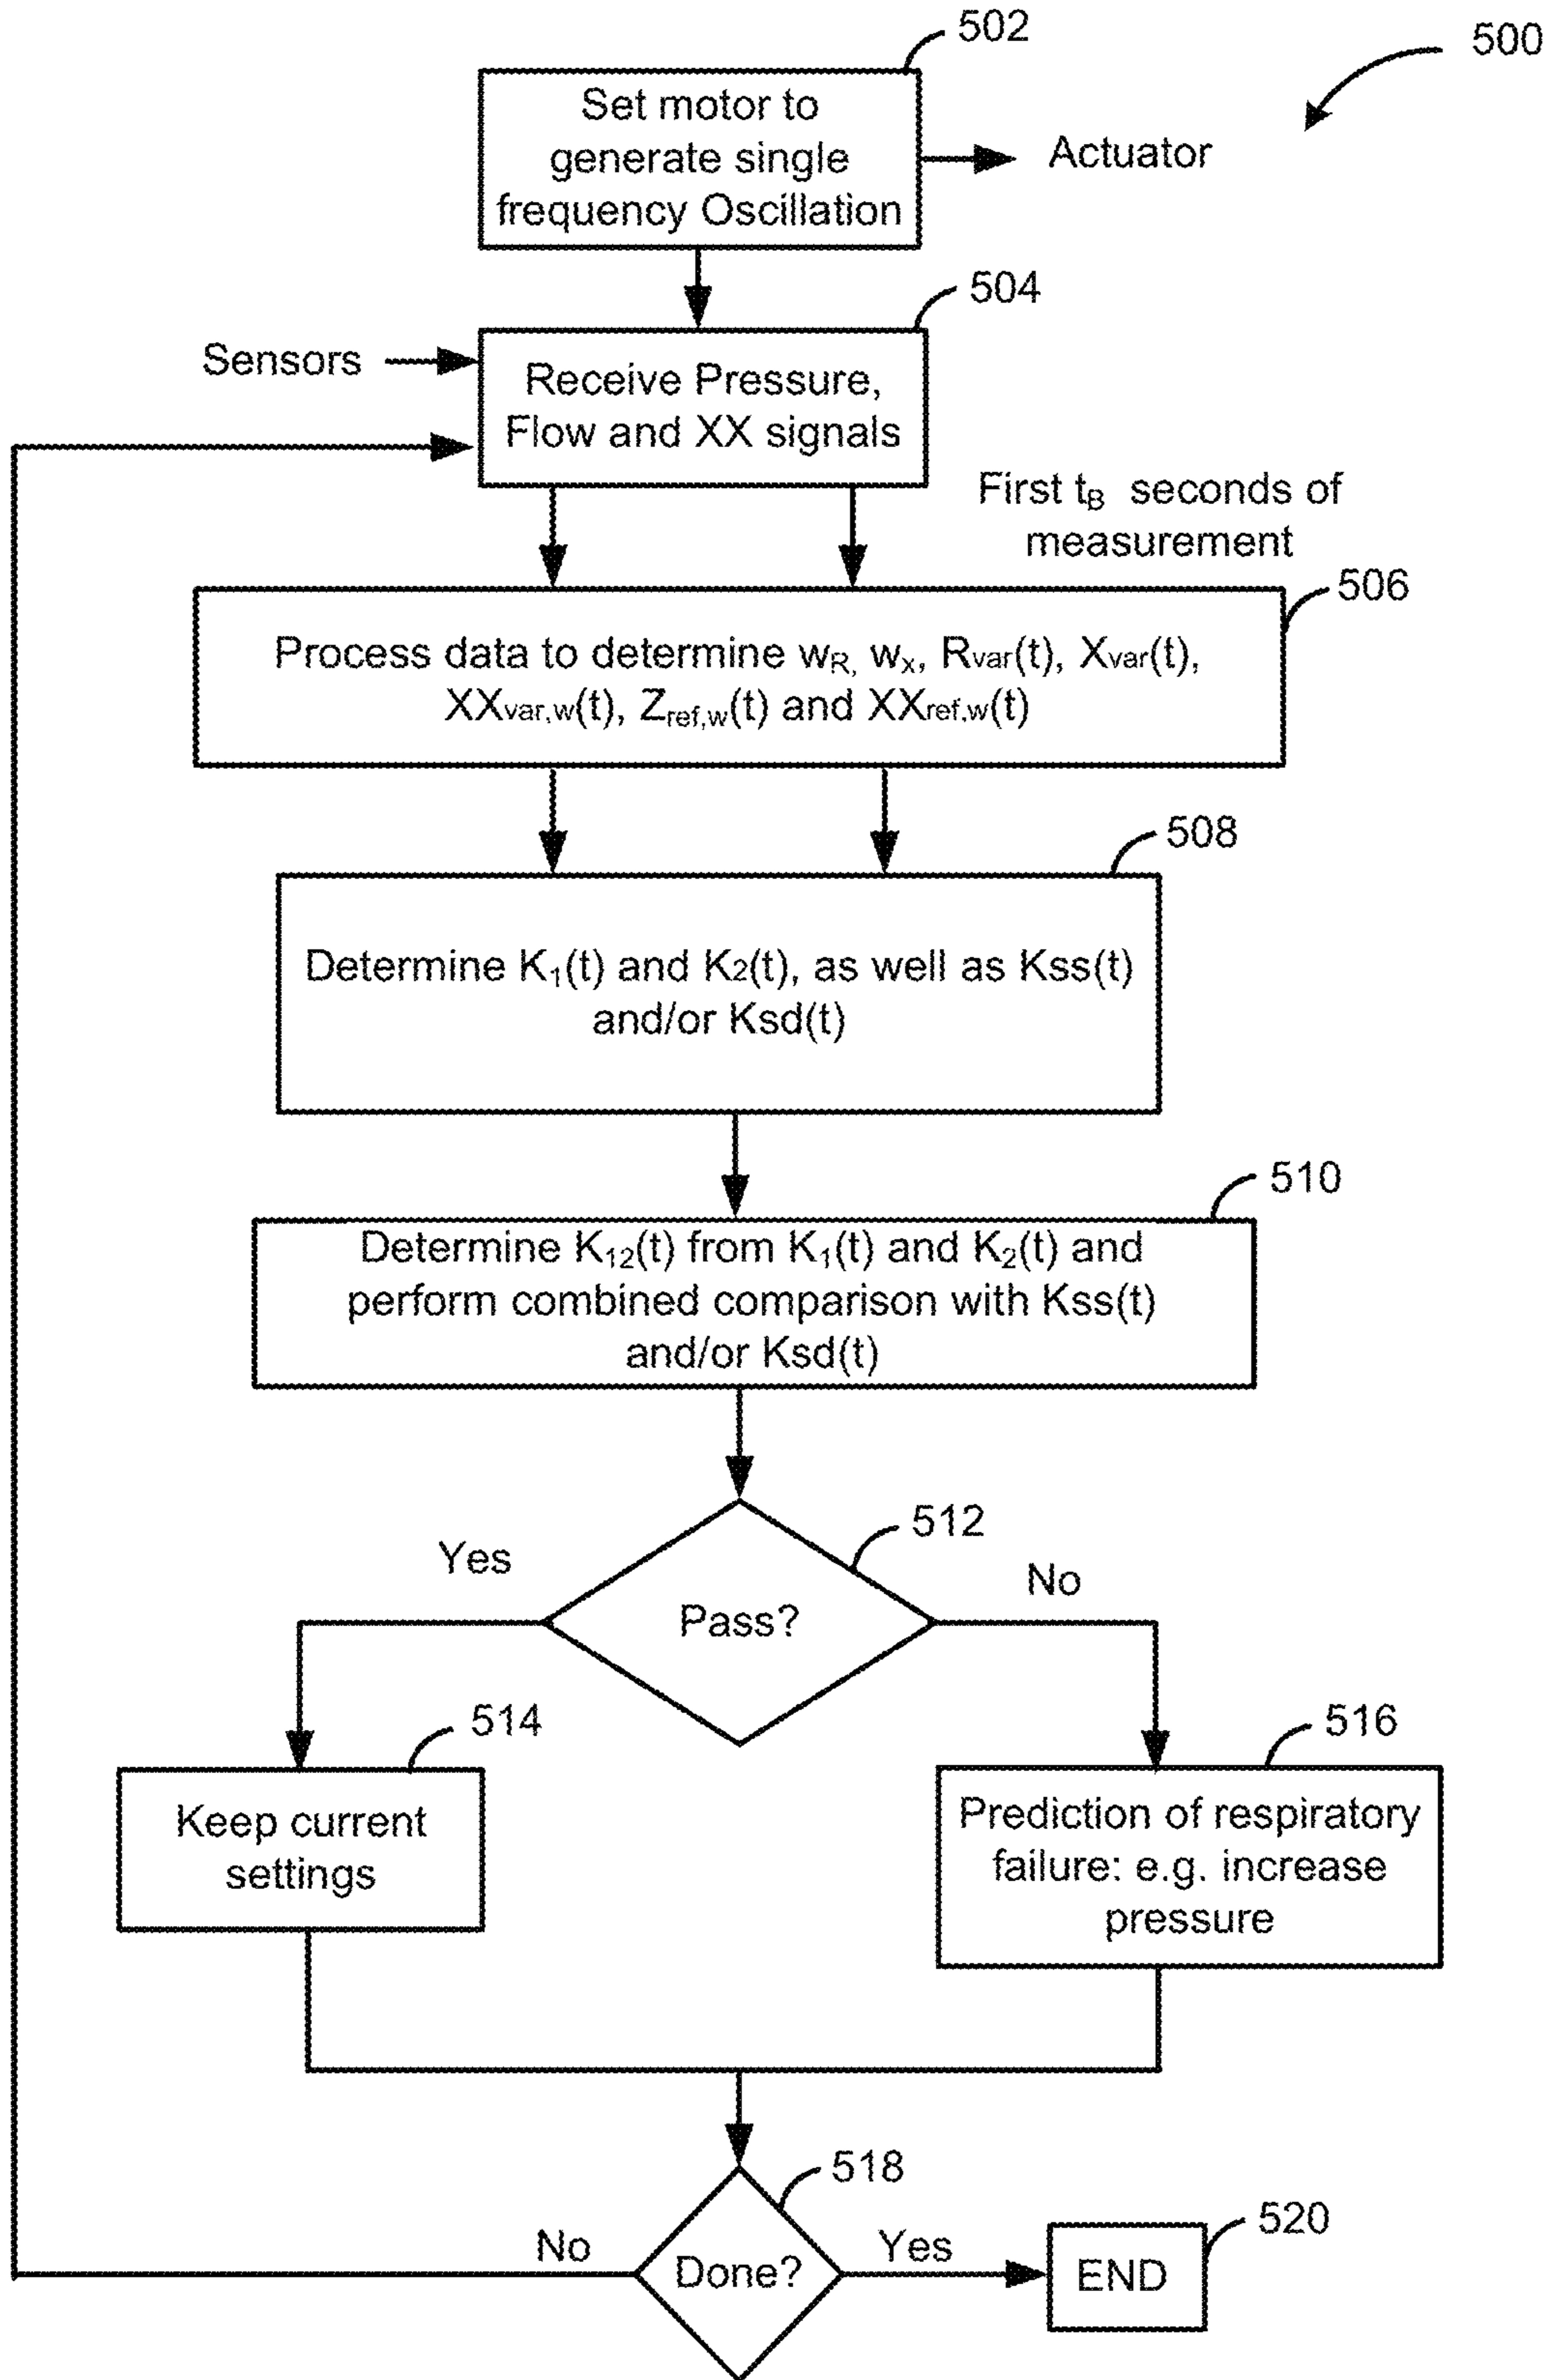 502
500
Set motor to
generate single
frequency Oscillation
Actuator
504
Sensors
Receive Pressure,
Flow and XX signals
First tB seconds of
measurement
506
Process data to determine wR, wx, Rvar(t), Xvar(t),
XXvar,w(t), Zref,w(t) and XXref,w(t)
508
Determine K1(t) and K2(t), as well as Kss(t)
and/or Ksd(t)
510
Determine K12(t) from K1(t) and K2(t) and
perform combined comparison with Kss(t)
and/or Ksd(t)
512
Yes
No
Pass?
514
516
Keep current
settings
Prediction of respiratory
failure: e.g. increase
pressure
518
520
No
Done?
Yes
END